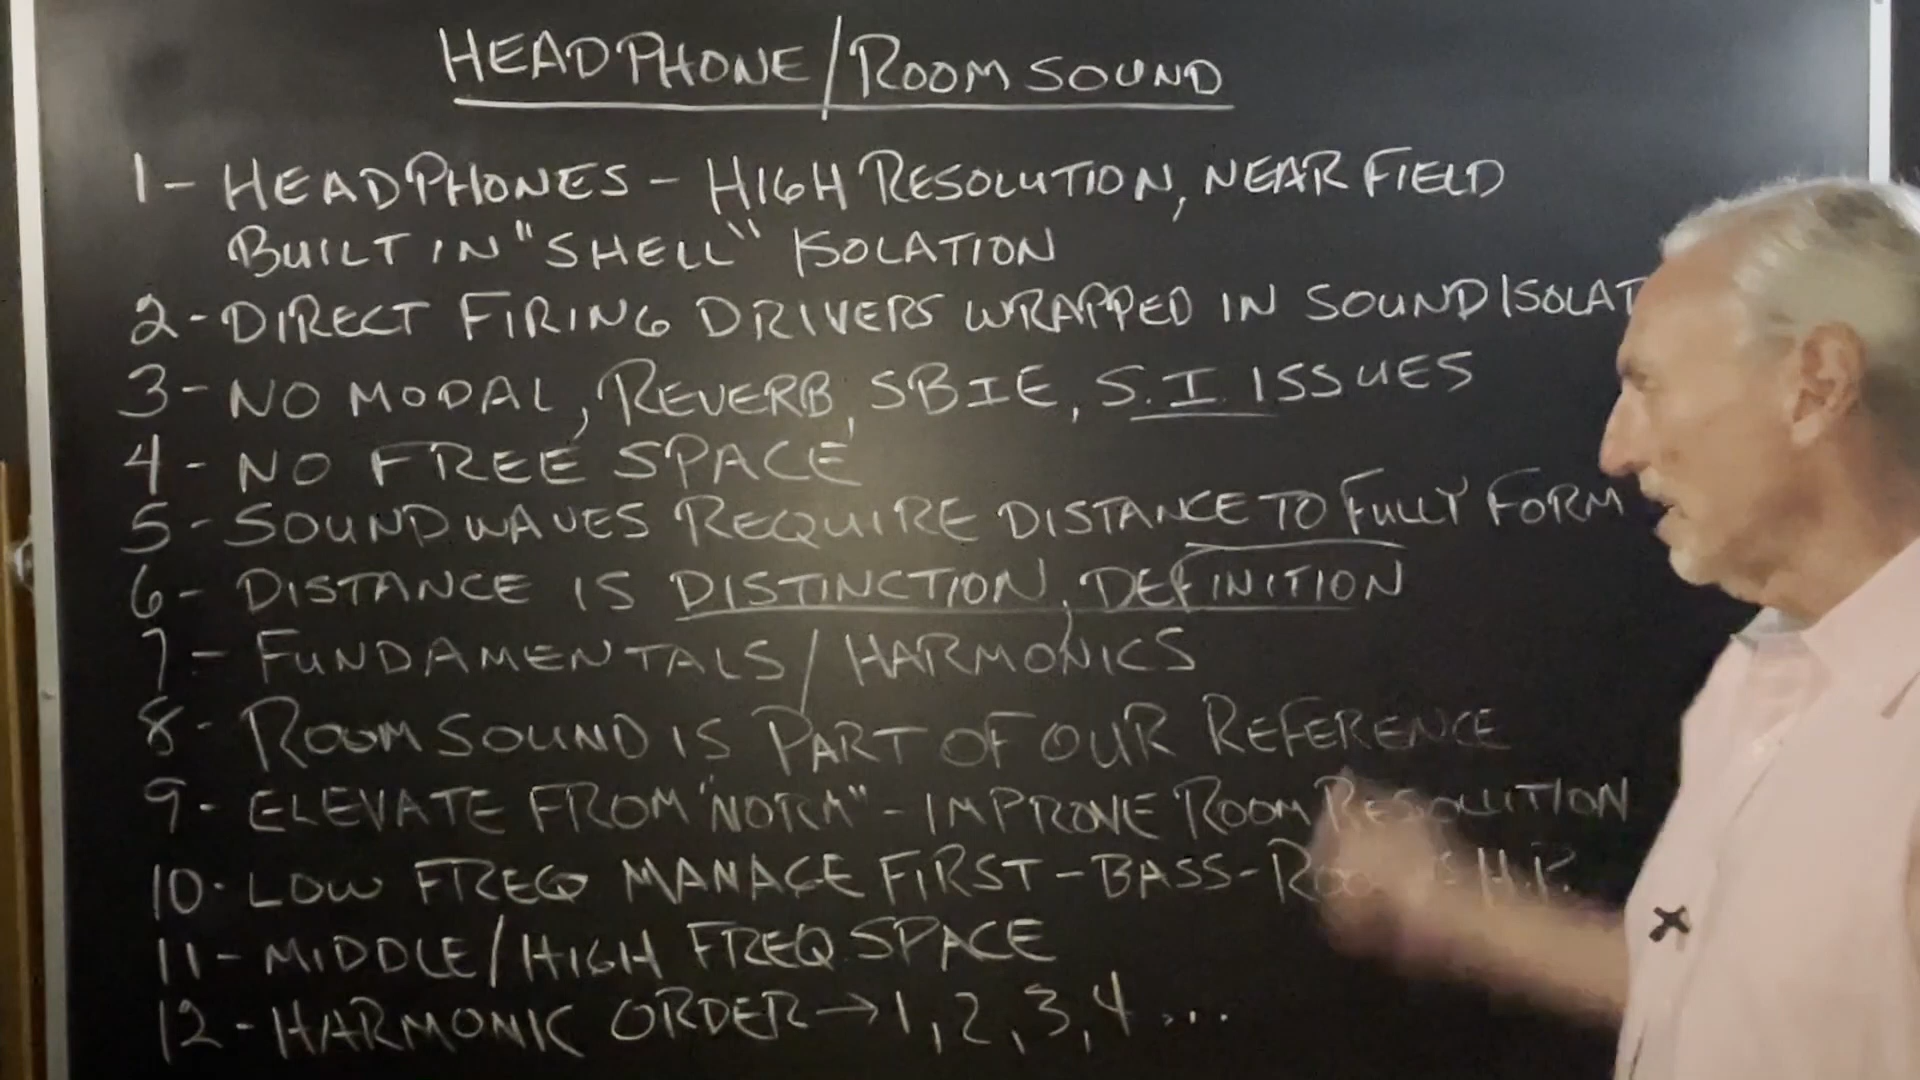 HEADPHONE/ROOM SOUND
1- HEADPHONES - HIGH RESOLUTION, NEAR FIELD
BUILT IN "SHELL" ISOLATION
2- DIRECT FIRING DRIVERS WRAPPED IN SOUND ISOLAT
3- NO MODAL, REVERB, SBIE, S.I. ISSUES
4- NO FREE SPACE
5- SOUNDWAVES REQUIRE DISTANCE TO FULLY FORM
6- DISTANCE IS DISTINCTION, DEFINITION
7- FUNDAMENTALS/HARMONICS
8- ROOM SOUND IS PART OF OUR REFERENCE
9- ELEVATE FROM "NORM" - IMPROVE ROOM RESOLUTION
10- LOW FREQ MANAGE FIRST - BASS -
11- MIDDLE/HIGH FREQ. SPACE
12- HARMONIC ORDER → 1, 2, 3, 4 ...